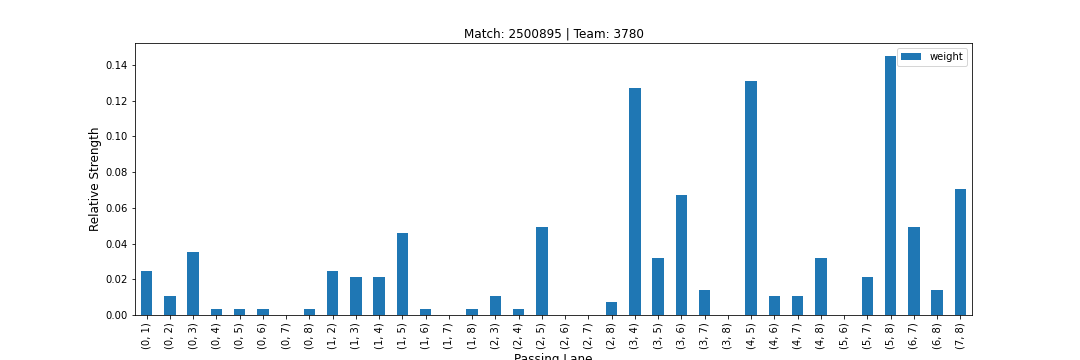 Match: 2500895 | Team: 3780
weight
Relative Strength
0.14
0.12
0.10
0.08
0.06
0.04
0.02
0.00
(0, 1) (0, 2) (0, 3) (0, 4) (0, 5) (0, 6) (0, 7) (0, 8) (1, 2) (1, 3) (1, 4) (1, 5) (1, 6) (1, 7) (1, 8) (2, 3) (2, 4) (2, 5) (2, 6) (2, 7) (2, 8) (3, 4) (3, 5) (3, 6) (3, 7) (3, 8) (4, 5) (4, 6) (4, 7) (4, 8) (5, 6) (5, 7) (5, 8) (6, 7) (6, 8) (7, 8)
Passing Lane